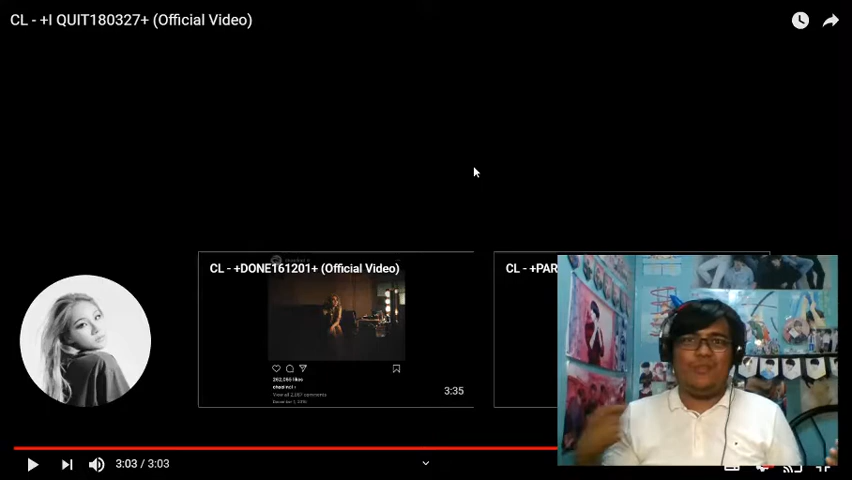 CL - +I QUIT180327+ (Official Video)
CL - +DONE161201+ (Official Video)
CL - +PAR
3:35
3:03 / 3:03